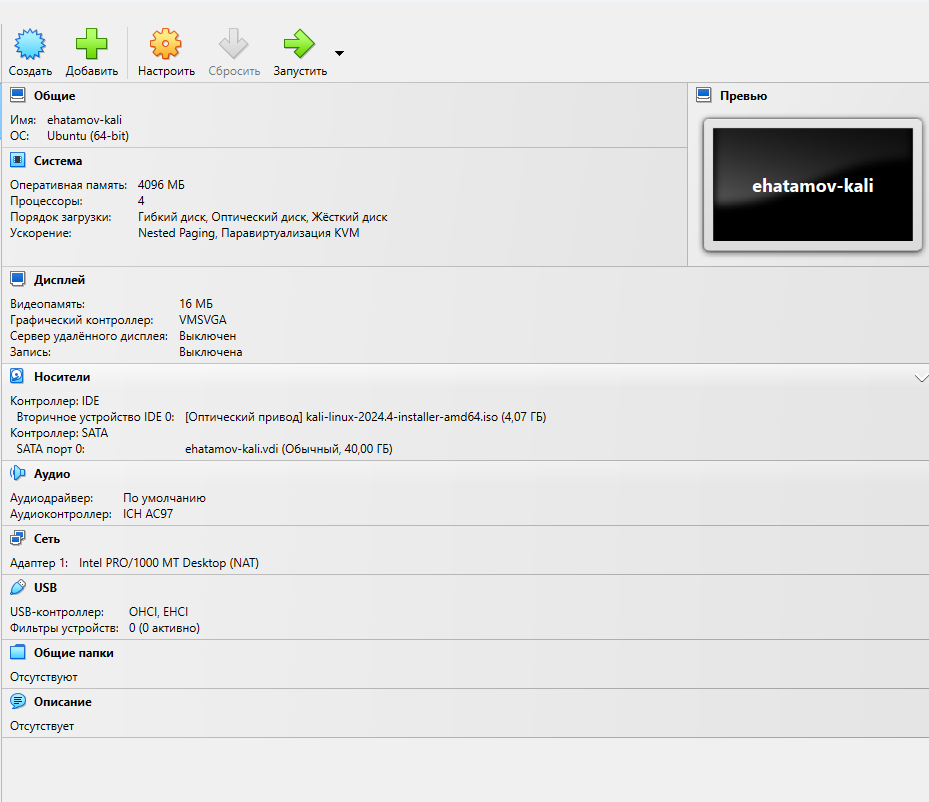 Создать Добавить Настроить Сбросить Запустить
Общие
Имя: ehatamov-kali
ОС: Ubuntu (64-bit)
Превью
ehatamov-kali
Система
Оперативная память: 4096 МБ
Процессоры: 4
Порядок загрузки: Гибкий диск, Оптический диск, Жёсткий диск
Ускорение: Nested Paging, Паравиртуализация KVM
Дисплей
Видеопамять: 16 МБ
Графический контроллер: VMSVGA
Сервер удалённого дисплея: Выключен
Запись: Выключена
Носители
Контроллер: IDE
Вторичное устройство IDE 0: [Оптический привод] kali-linux-2024.4-installer-amd64.iso (4,07 ГБ)
Контроллер: SATA
SATA порт 0: ehatamov-kali.vdi (Обычный, 40,00 ГБ)
Аудио
Аудиодрайвер: По умолчанию
Аудиоконтроллер: ICH AC97
Сеть
Адаптер 1: Intel PRO/1000 MT Desktop (NAT)
USB
USB-контроллер: OHCI, EHCI
Фильтры устройств: 0 (0 активно)
Общие папки
Отсутствуют
Описание
Отсутствует